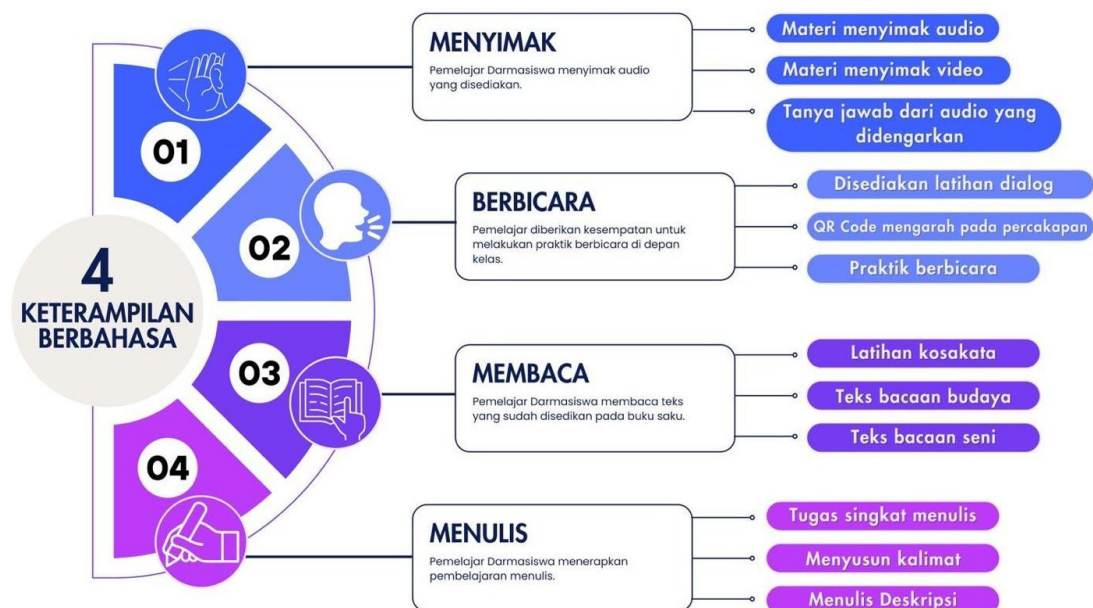 4
KETERAMPILAN
BERBAHASA
01
MENYIMAK
Pemelajar Darmasiswa menyimak audio
yang disediakan.
Materi menyimak audio
Materi menyimak video
Tanya jawab dari audio yang
didengarkan
02
BERBICARA
Pemelajar diberikan kesempatan untuk
melakukan praktik berbicara di depan
kelas.
Disediakan latihan dialog
QR Code mengarah pada percakapan
Praktik berbicara
03
MEMBACA
Pemelajar Darmasiswa membaca teks
yang sudah disedikan pada buku saku.
Latihan kosakata
Teks bacaan budaya
Teks bacaan seni
04
MENULIS
Pemelajar Darmasiswa menerapkan
pembelajaran menulis.
Tugas singkat menulis
Menyusun kalimat
Menulis Deskripsi